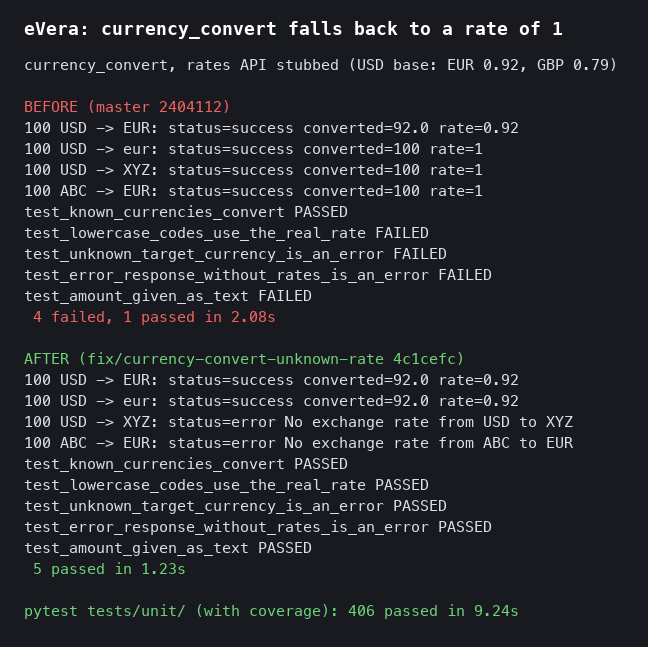 eVera: currency_convert falls back to a rate of 1
currency_convert, rates API stubbed (USD base: EUR 0.92, GBP 0.79)
BEFORE (master 2404112)
100 USD -> EUR: status=success converted=92.0 rate=0.92
100 USD -> eur: status=success converted=100 rate=1
100 USD -> XYZ: status=success converted=100 rate=1
100 ABC -> EUR: status=success converted=100 rate=1
test_known_currencies_convert PASSED
test_lowercase_codes_use_the_real_rate FAILED
test_unknown_target_currency_is_an_error FAILED
test_error_response_without_rates_is_an_error FAILED
test_amount_given_as_text FAILED
4 failed, 1 passed in 2.08s
AFTER (fix/currency-convert-unknown-rate 4c1cefc)
100 USD -> EUR: status=success converted=92.0 rate=0.92
100 USD -> eur: status=success converted=92.0 rate=0.92
100 USD -> XYZ: status=error No exchange rate from USD to XYZ
100 ABC -> EUR: status=error No exchange rate from ABC to EUR
test_known_currencies_convert PASSED
test_lowercase_codes_use_the_real_rate PASSED
test_unknown_target_currency_is_an_error PASSED
test_error_response_without_rates_is_an_error PASSED
test_amount_given_as_text PASSED
5 passed in 1.23s
pytest tests/unit/ (with coverage): 406 passed in 9.24s